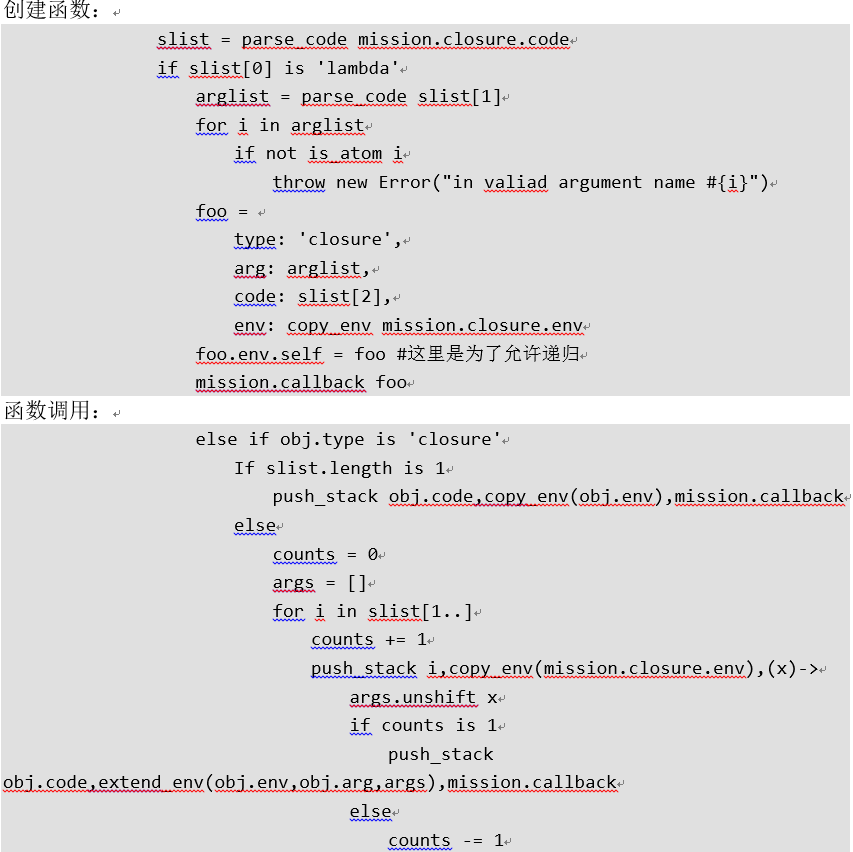 创建函数：
slist = parse_code mission.closure.code
if slist[0] is 'lambda'
arglist = parse_code slist[1]
for i in arglist
if not is_atom i
throw new Error("in valiad argument name #{i}")
foo =
type: 'closure',
arg: arglist,
code: slist[2],
env: copy_env mission.closure.env
foo.env.self = foo #这里是为了允许递归
mission.callback foo
函数调用：
else if obj.type is 'closure'
If slist.length is 1
push_stack obj.code,copy_env(obj.env),mission.callback
else
counts = 0
args = []
for i in slist[1..]
counts += 1
push_stack i,copy_env(mission.closure.env),(x)->
args.unshift x
if counts is 1
push_stack
obj.code,extend_env(obj.env,obj.arg,args),mission.callback
else
counts -= 1